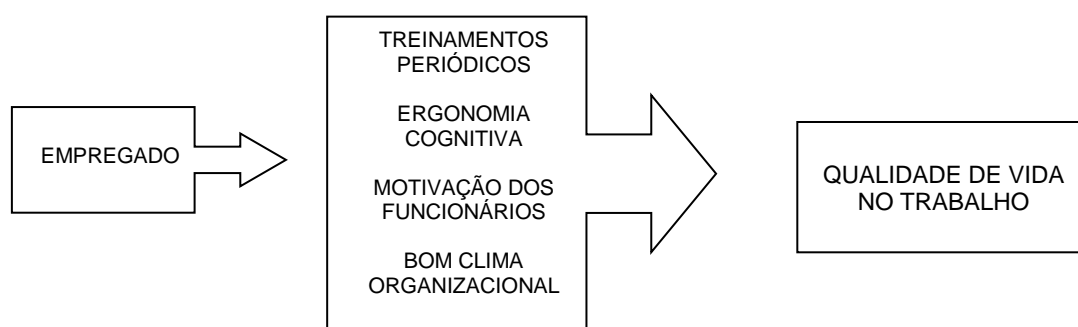 EMPREGADO
TREINAMENTOS
PERIÓDICOS
ERGONOMIA
COGNITIVA
MOTIVAÇÃO DOS
FUNCIONÁRIOS
BOM CLIMA
ORGANIZACIONAL
QUALIDADE DE VIDA
NO TRABALHO